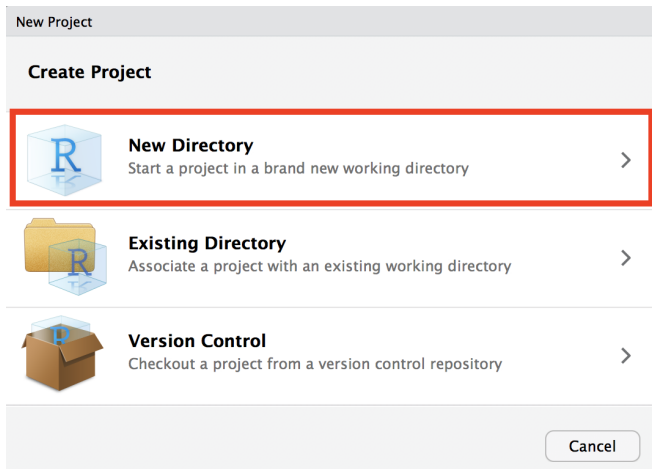 New Project
Create Project
R
New Directory
Start a project in a brand new working directory
R
Existing Directory
Associate a project with an existing working directory
R
Version Control
Checkout a project from a version control repository
Cancel